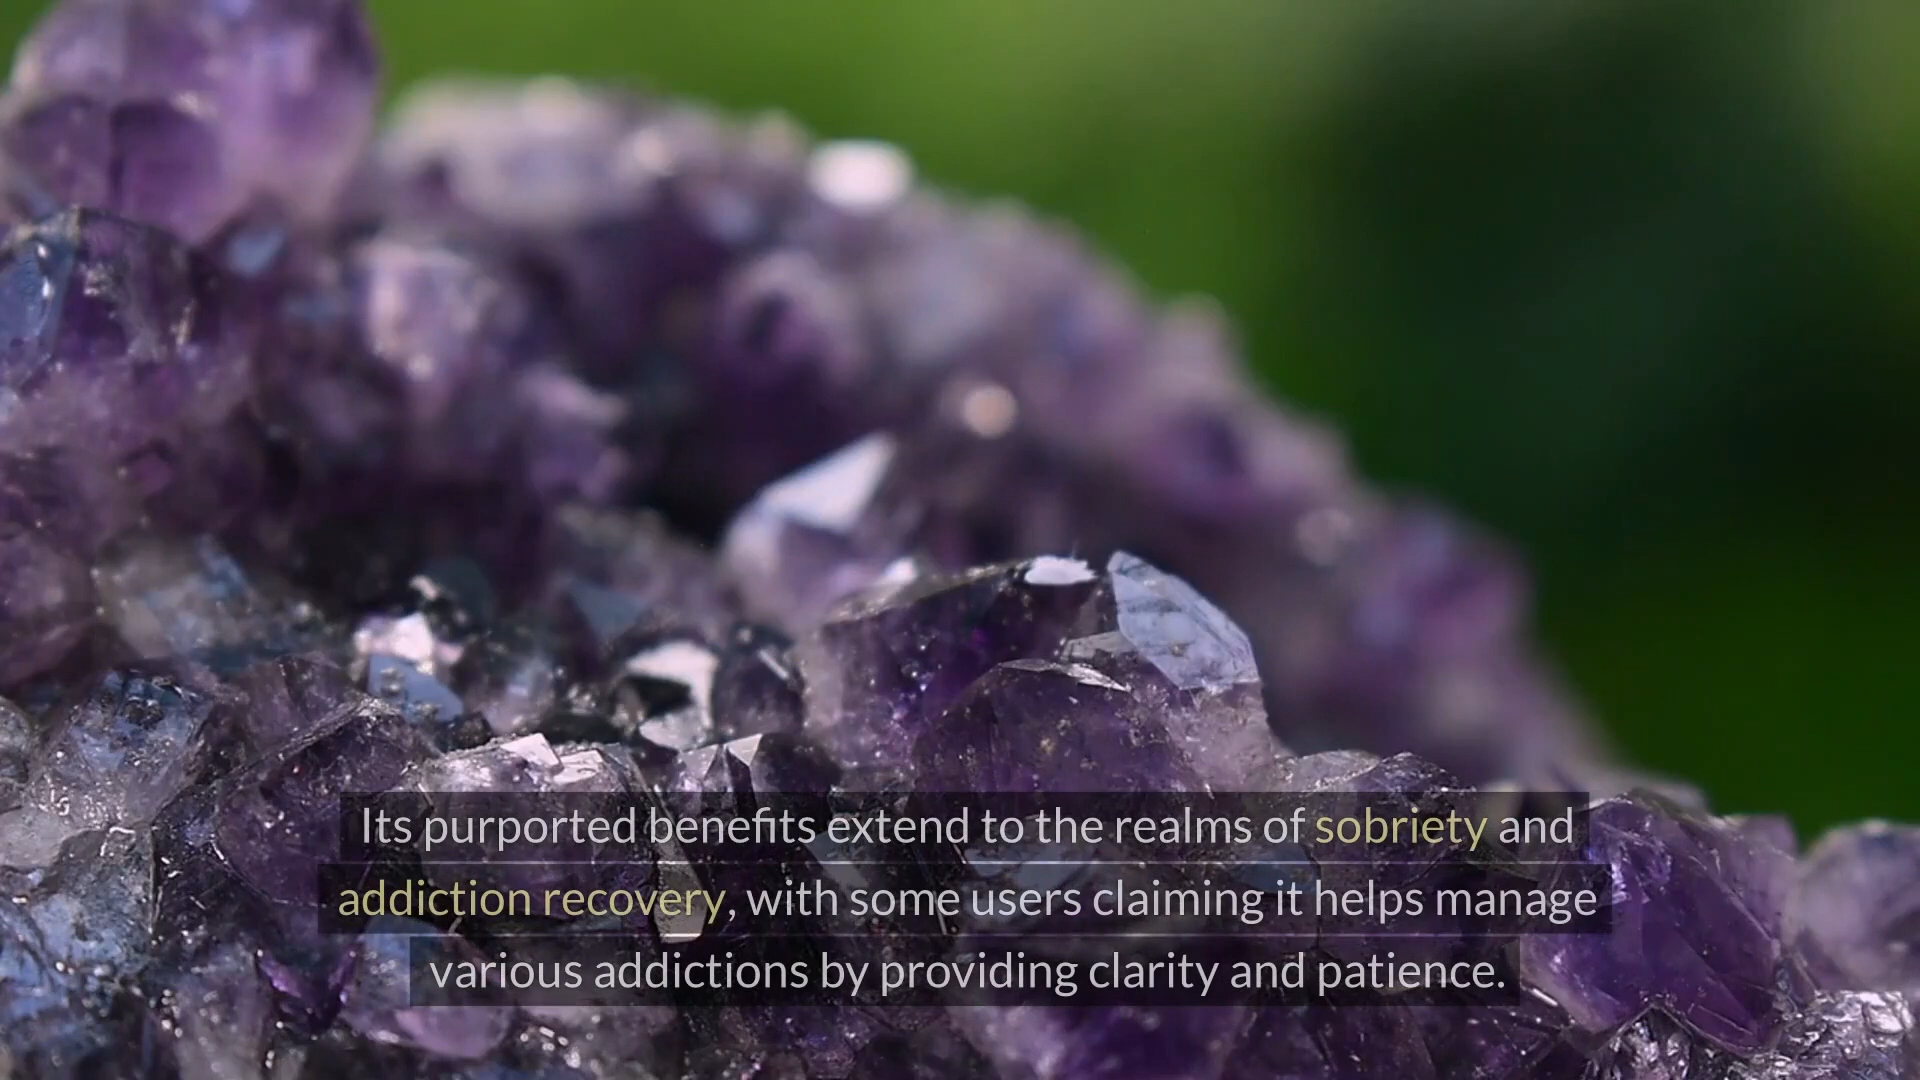 Its purported benefits extend to the realms of sobriety and
addiction recovery, with some users claiming it helps manage
various addictions by providing clarity and patience.